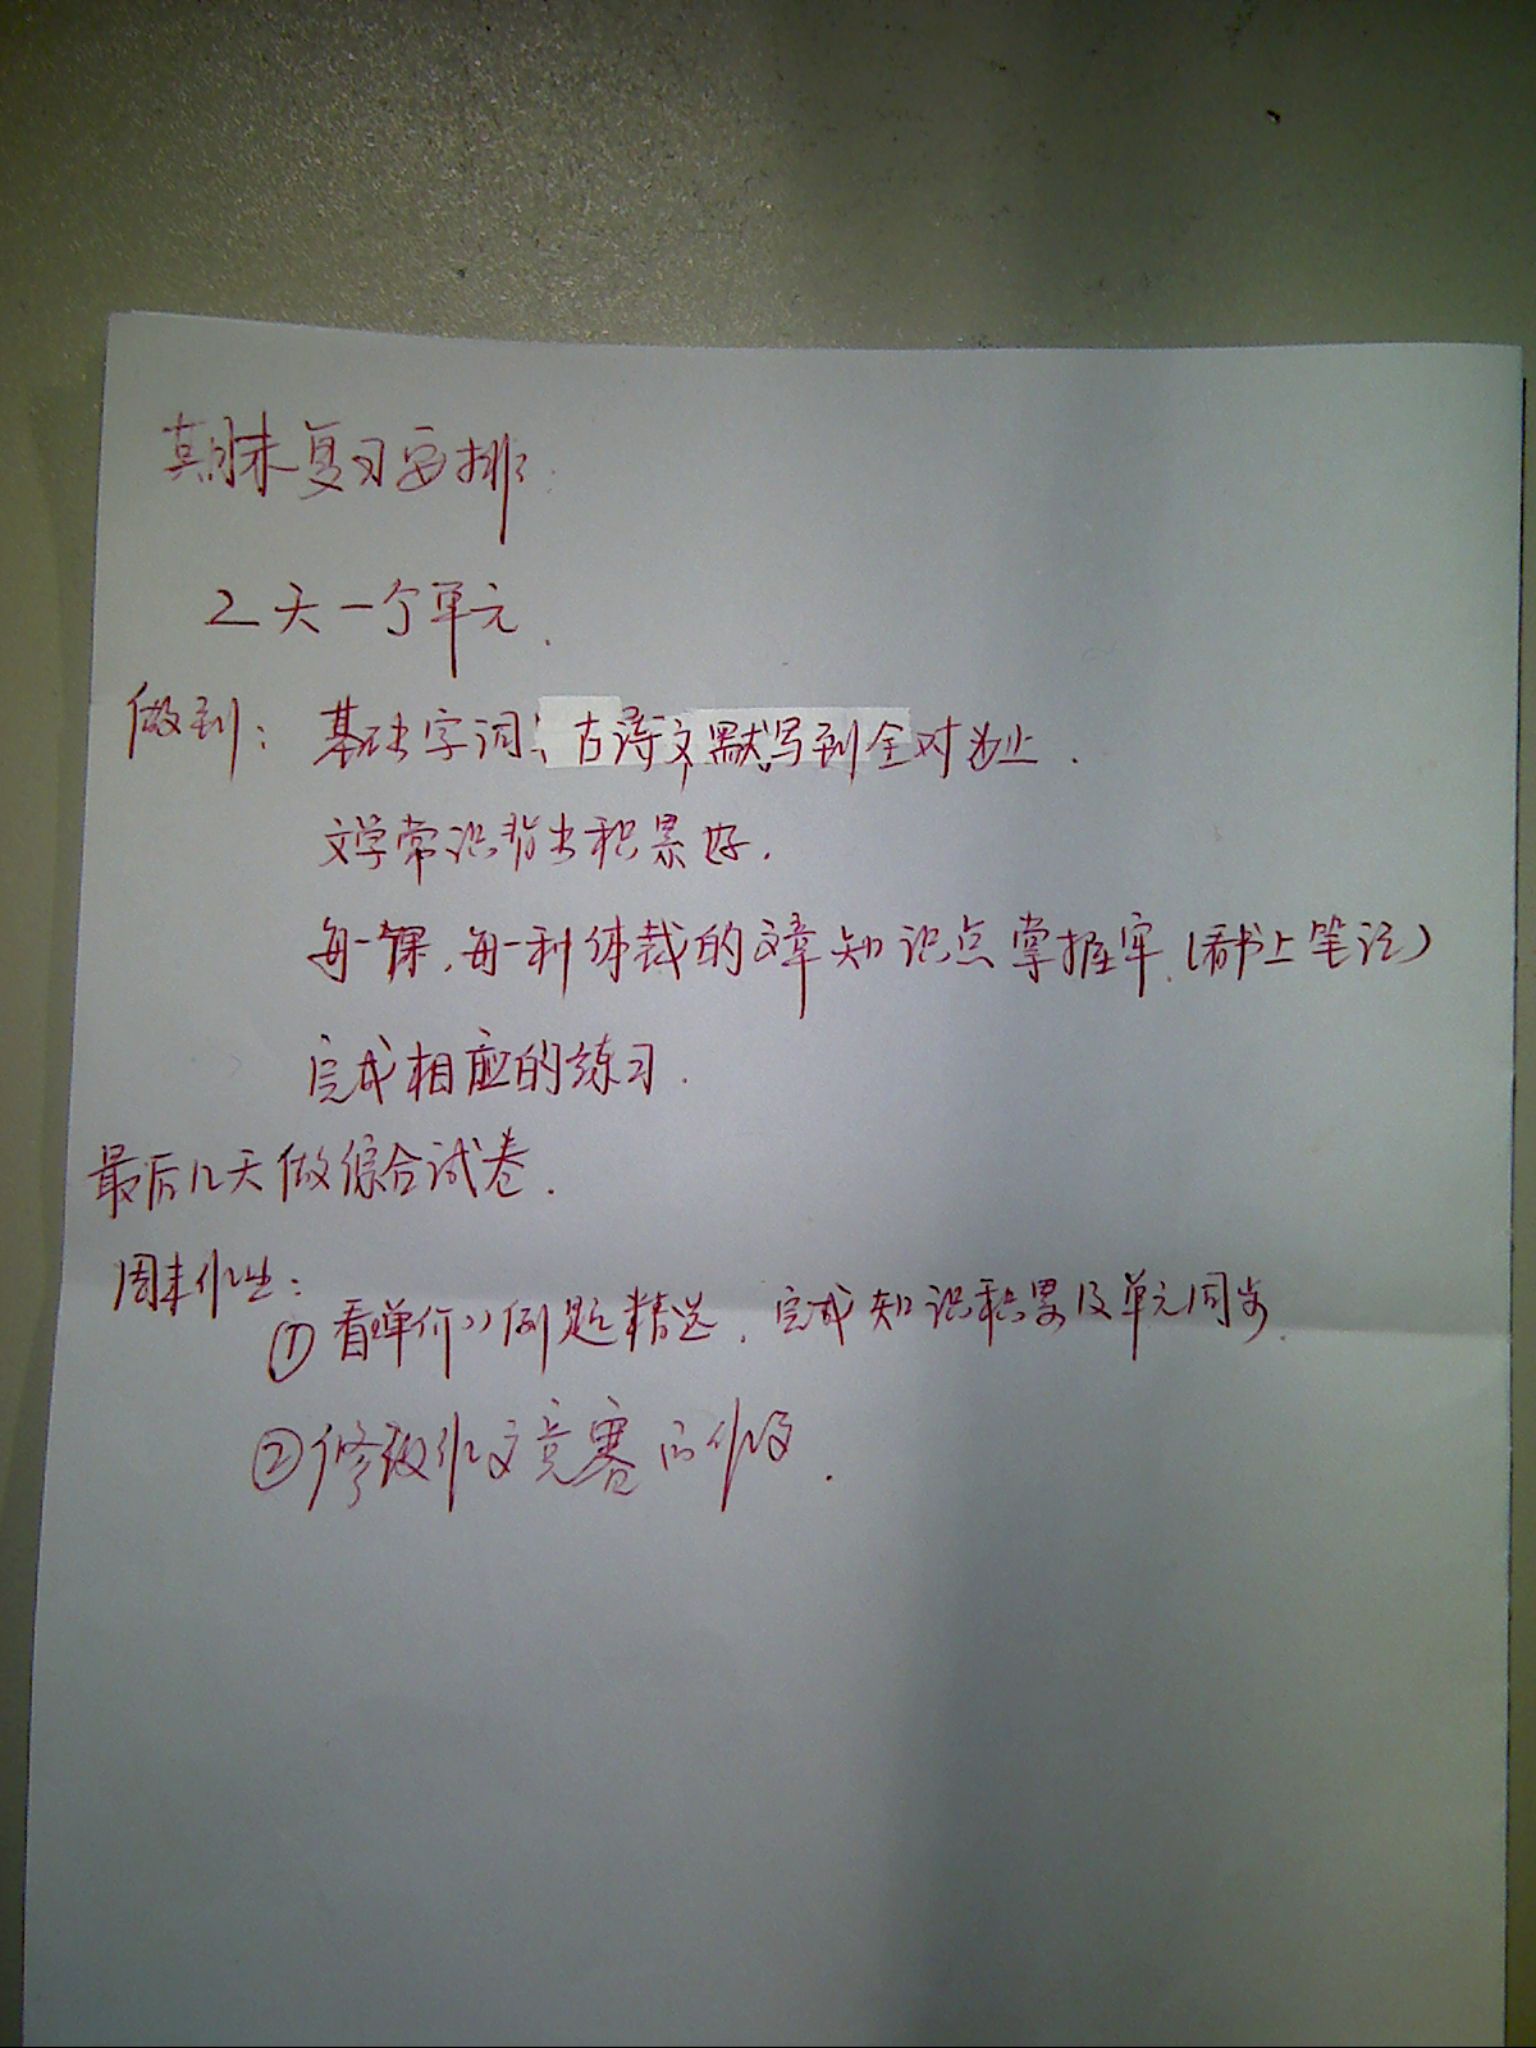 期末复习安排:
2天一个单元.
做到: 基础字词、古诗文默写到全对为止.
文学常识背出积累好.
每一课,每一种体裁的文章知识点掌握牢.(看书上笔记)
完成相应的练习.
最后几天做综合试卷.
周末作业:
① 看《单价》例题精选.完成知识积累及单元同步.
②修改作文竞赛的作文.